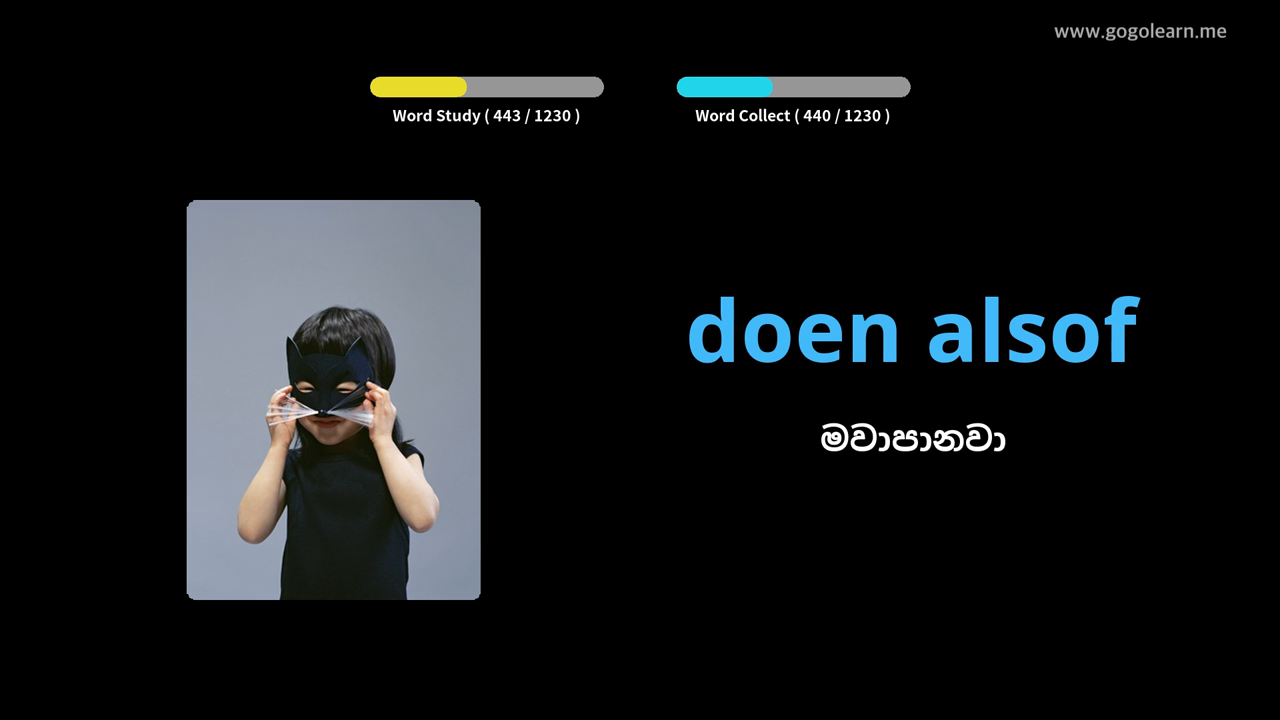 www.gogolearn.me
Word Study ( 443 / 1230 )
Word Collect ( 440 / 1230 )
doen alsof
මවාපානවා